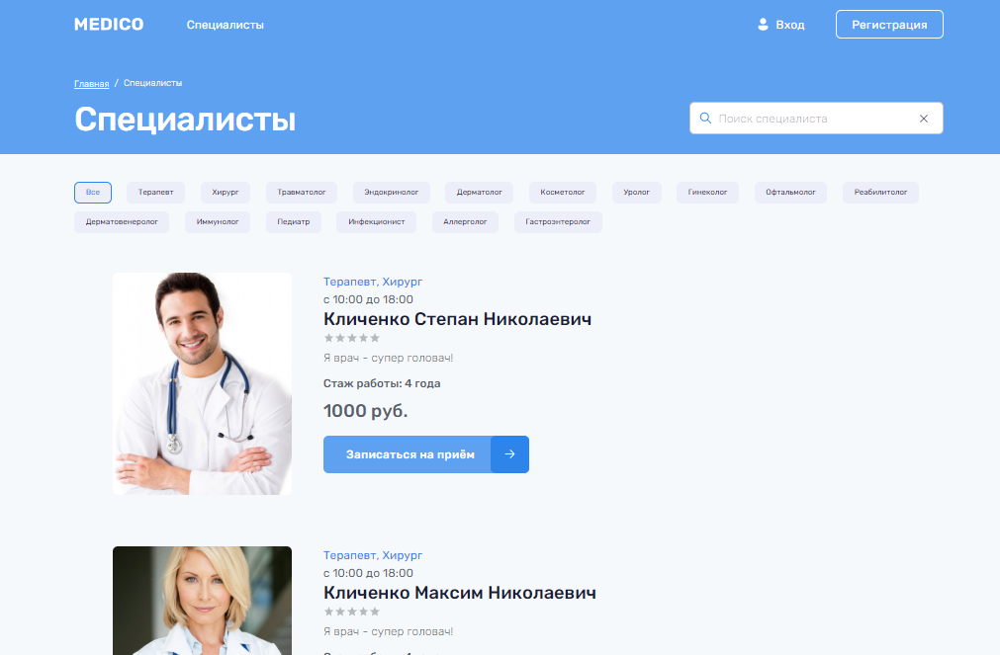 MEDICO Специалисты Вход Регистрация
Главная / Специалисты
Специалисты
Поиск специалиста
Все Терапевт Хирург Травматолог Эндокринолог Дерматолог Косметолог Уролог Гинеколог Офтальмолог Реабилитолог
Дерматовенеролог Иммунолог Педиатр Инфекционист Аллерголог Гастроэнтеролог
Терапевт, Хирург
с 10:00 до 18:00
Кличенко Степан Николаевич
Я врач - супер головач!
Стаж работы: 4 года
1000 руб.
Записаться на приём
Терапевт, Хирург
с 10:00 до 18:00
Кличенко Максим Николаевич
Я врач - супер головач!